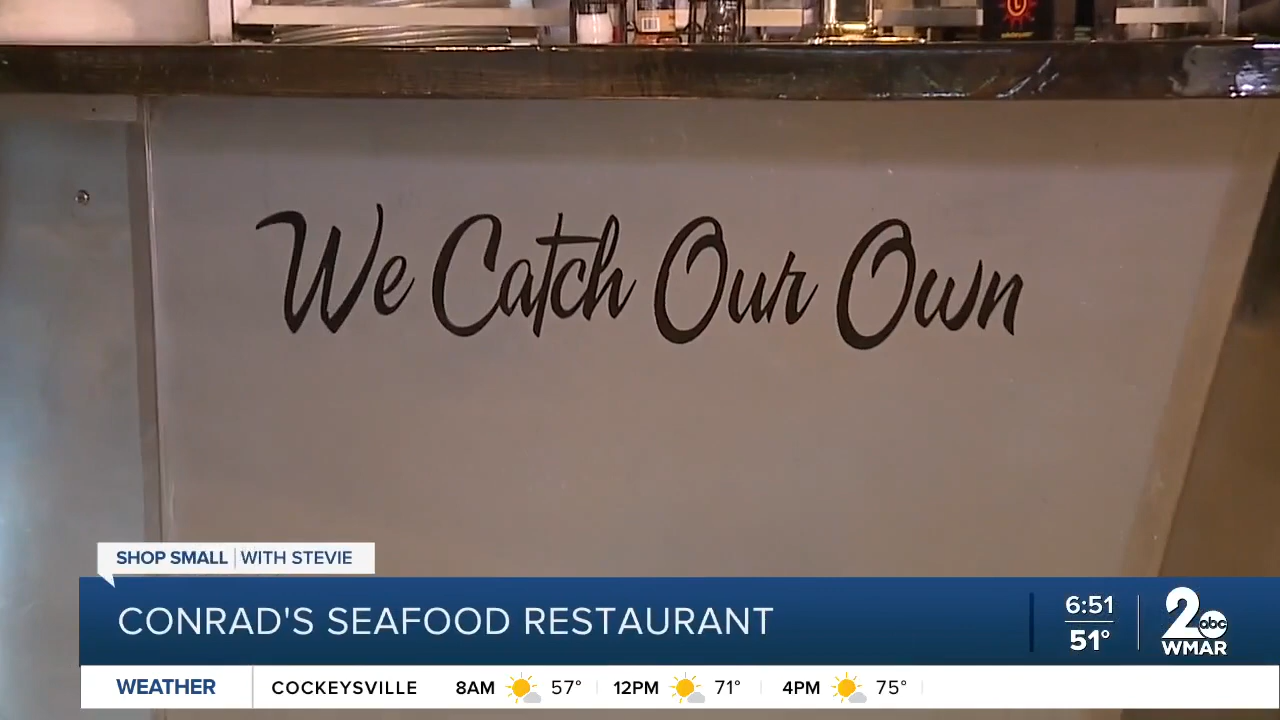 We Catch Our Own
SHOP SMALL | WITH STEVIE
CONRAD'S SEAFOOD RESTAURANT
6:51
51°
2 abc
WMAR
WEATHER COCKEYSVILLE 8AM 57° 12PM 71° 4PM 75°